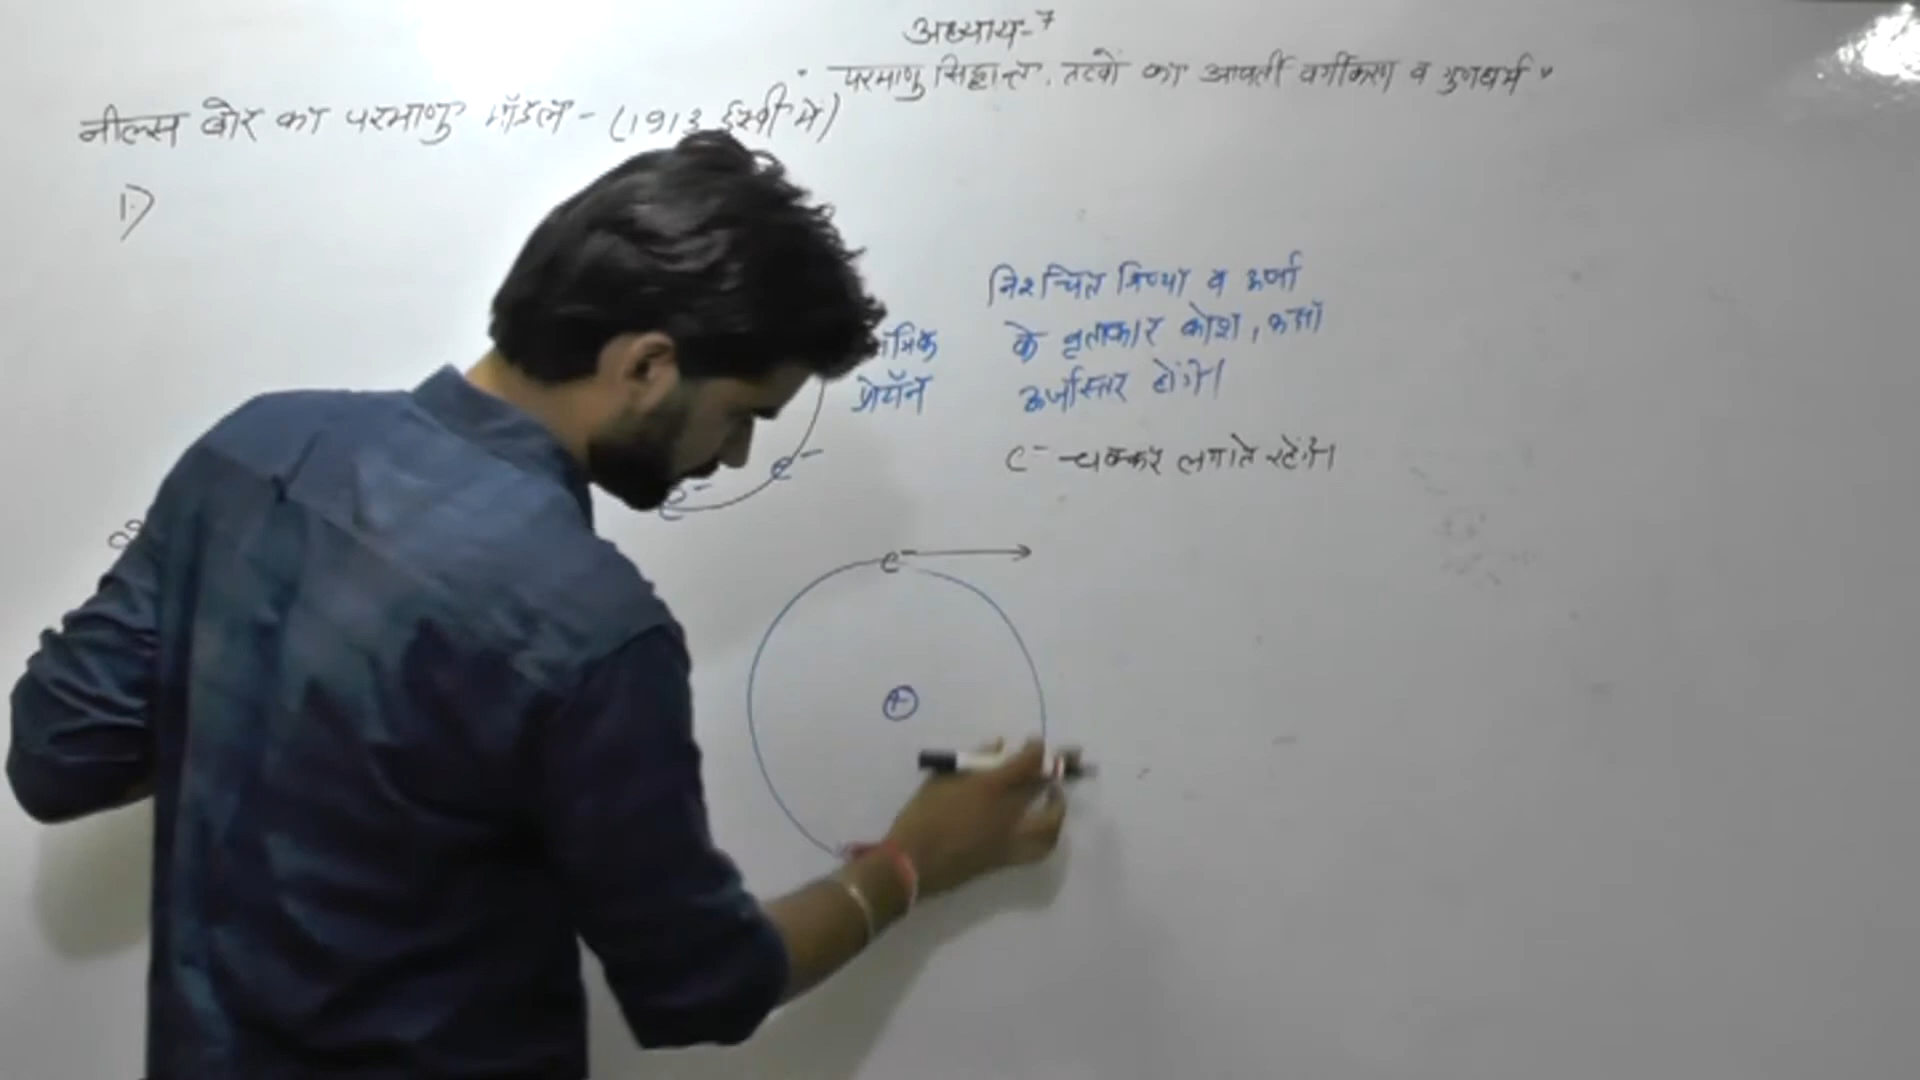 अध्याय-7
" परमाणु सिद्धान्त, तत्वों का आवर्ती वर्गीकरण व गुणधर्म "
नील्स बोर का परमाणु मॉडल - (1913 ईस्वी में)
1)
निश्चित त्रिज्या व ऊर्जा
के वृताकार कोश, कक्षा
ऊर्जास्तर होंगे।
e⁻ चक्कर लगाते रहेंगे।
e⁻
e⁻
e⁻
+